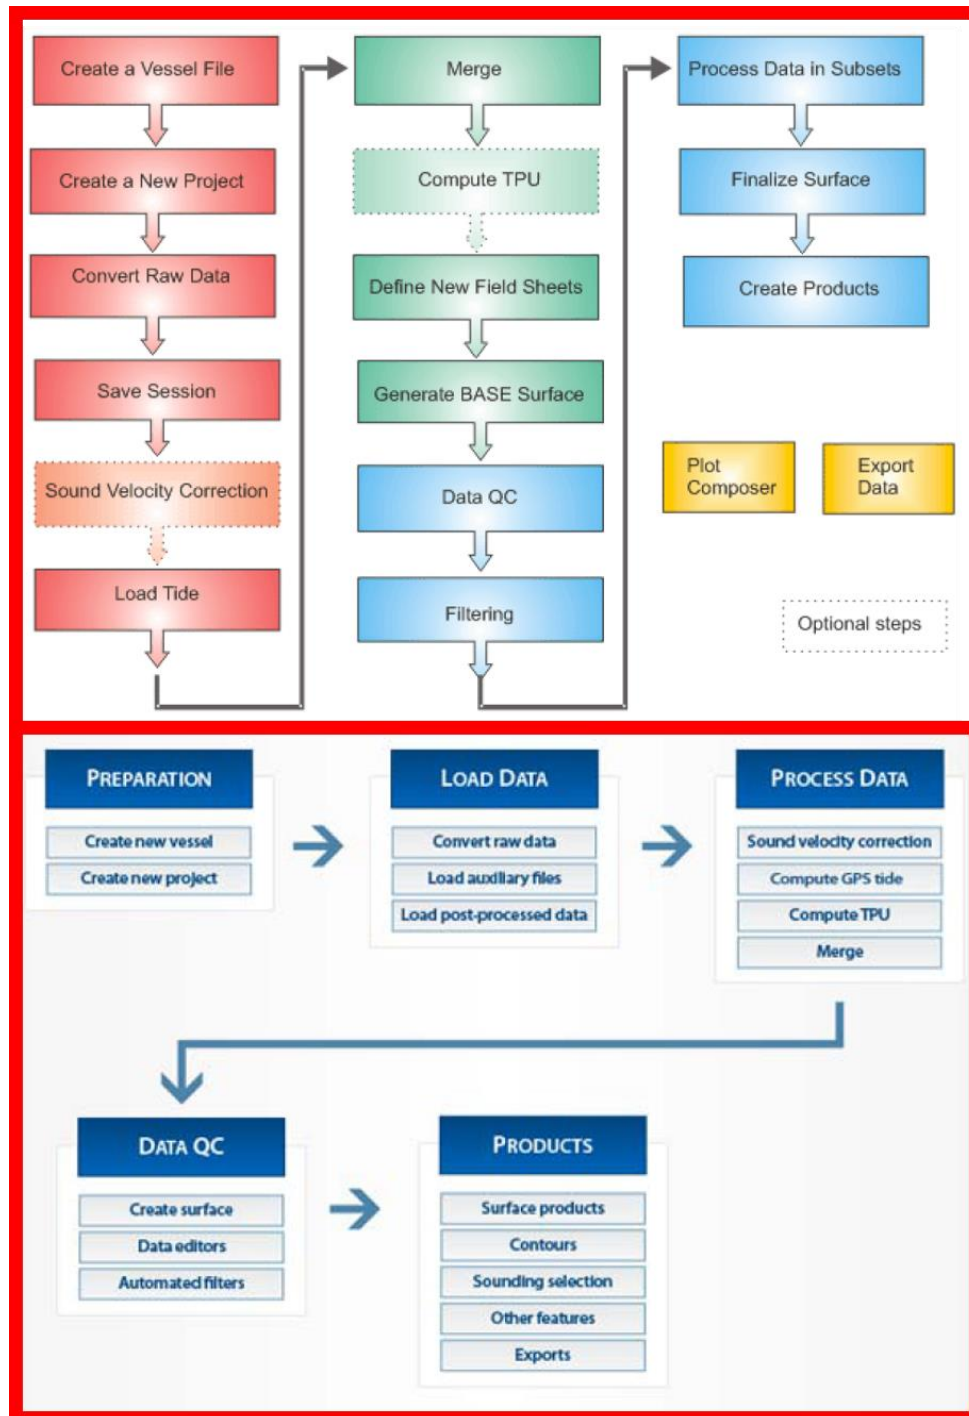 Create a Vessel File
Create a New Project
Convert Raw Data
Save Session
Sound Velocity Correction
Load Tide
Merge
Compute TPU
Define New Field Sheets
Generate BASE Surface
Data QC
Filtering
Process Data in Subsets
Finalize Surface
Create Products
Plot
Composer
Export
Data
Optional steps
PREPARATION
Create new vessel
Create new project
LOAD DATA
Convert raw data
Load auxiliary files
Load post-processed data
PROCESS DATA
Sound velocity correction
Compute GPS tide
Compute TPU
Merge
DATA QC
Create surface
Data editors
Automated filters
PRODUCTS
Surface products
Contours
Sounding selection
Other features
Exports